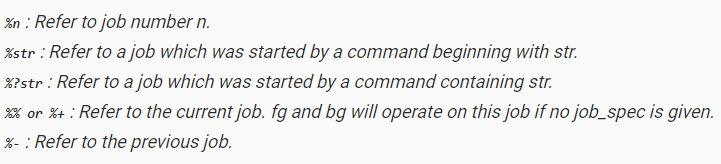 %n : Refer to job number n.
%str : Refer to a job which was started by a command beginning with str.
%?str : Refer to a job which was started by a command containing str.
%% or %+ : Refer to the current job. fg and bg will operate on this job if no job_spec is given.
%- : Refer to the previous job.